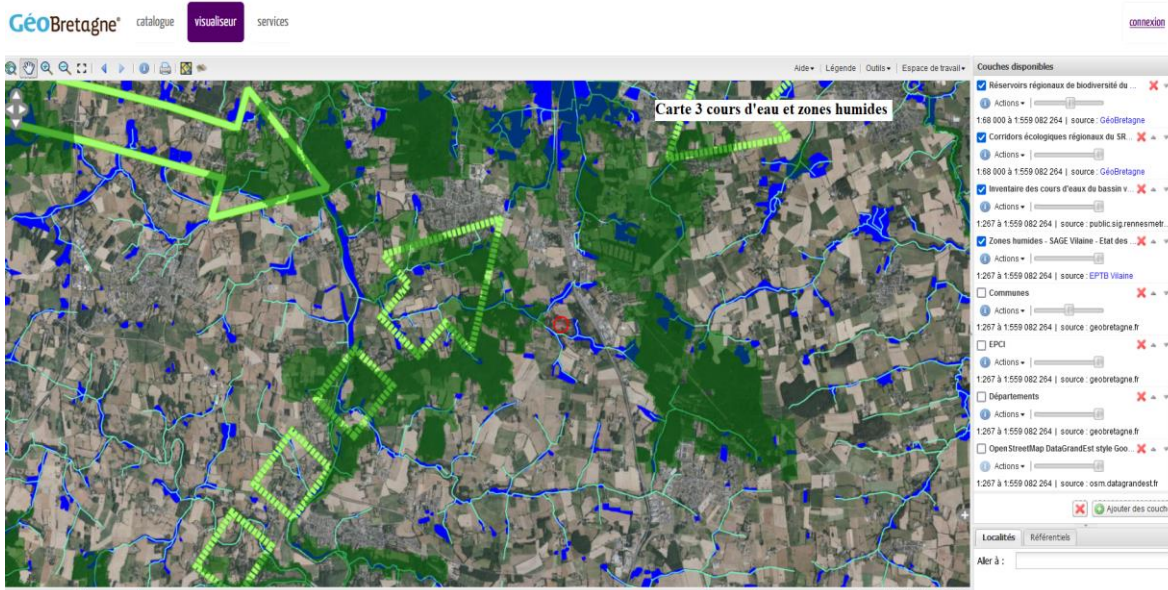 GéoBretagne
catalogue
visualiseur
services
connexion
Aide
Légende
Outils
Espace de travail
Carte 3 cours d'eau et zones humides
Couches disponibles
Réservoirs régionaux de biodiversité du ...
Actions
1:68 000 à 1:559 082 264 | source : GéoBretagne
Corridors écologiques régionaux du SR...
Actions
1:68 000 à 1:559 082 264 | source : GéoBretagne
Inventaire des cours d'eaux du bassin v...
Actions
1:267 à 1:559 082 264 | source : public.sig.rennesmetr...
Zones humides - SAGE Vilaine - Etat des ...
Actions
1:267 à 1:559 082 264 | source : EPTB Vilaine
Communes
Actions
1:267 à 1:559 082 264 | source : geobretagne.fr
EPCI
Actions
1:267 à 1:559 082 264 | source : geobretagne.fr
Départements
Actions
1:267 à 1:559 082 264 | source : geobretagne.fr
OpenStreetMap DataGrandEst style Goo...
Actions
1:267 à 1:559 082 264 | source : osm.datagrandest.fr
Ajouter des couch
Localités
Référentiels
Aller à :